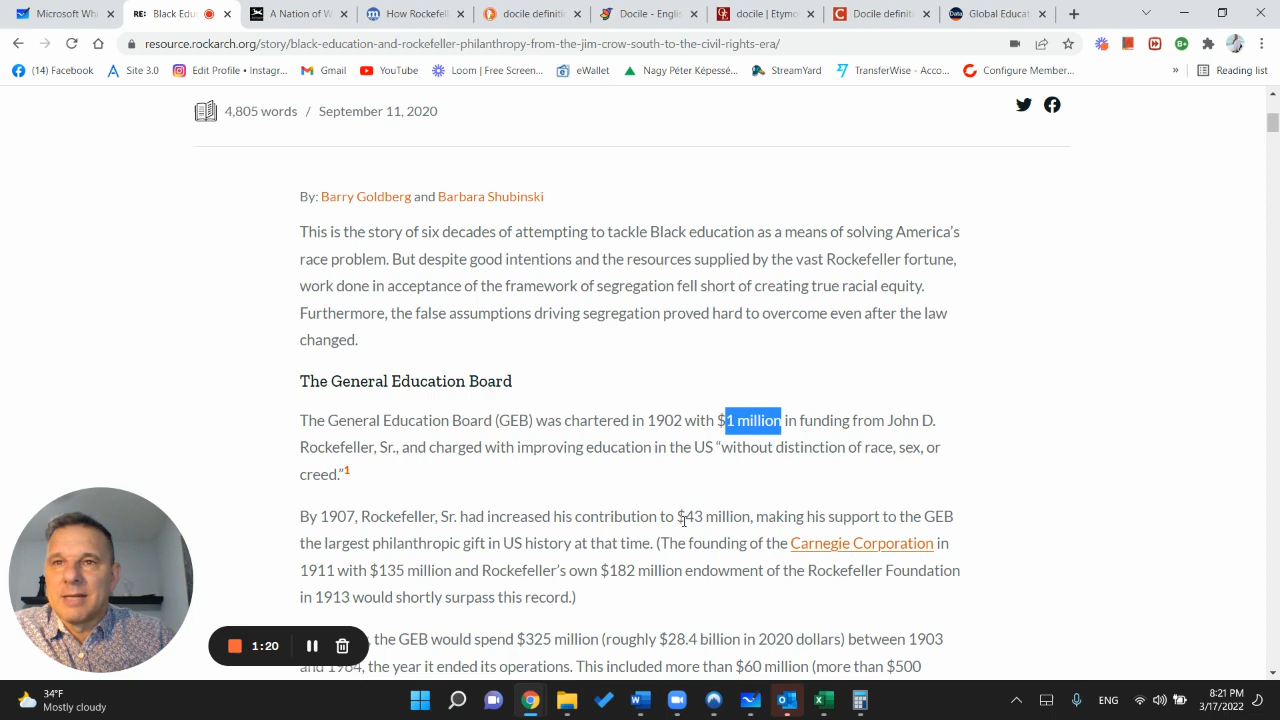 Microsoft Wh
RE: Black Edu
A Nation of W
How Rockefell
docile definiti
Docile - Englis
docile | Etymo
Docile definiti
Global Educat
resource.rockarch.org/story/black-education-and-rockefeller-philanthropy-from-the-jim-crow-south-to-the-civil-rights-era/
(14) Facebook
Site 3.0
Edit Profile • Instagr...
Gmail
YouTube
Loom | Free Screen...
eWallet
Nagy Péter Képessé...
StreamYard
TransferWise - Acco...
Configure Member...
»
Reading list
4,805 words / September 11, 2020
By: Barry Goldberg and Barbara Shubinski
This is the story of six decades of attempting to tackle Black education as a means of solving America's
race problem. But despite good intentions and the resources supplied by the vast Rockefeller fortune,
work done in acceptance of the framework of segregation fell short of creating true racial equity.
Furthermore, the false assumptions driving segregation proved hard to overcome even after the law
changed.
The General Education Board
The General Education Board (GEB) was chartered in 1902 with $1 million in funding from John D.
Rockefeller, Sr., and charged with improving education in the US “without distinction of race, sex, or
creed.”1
By 1907, Rockefeller, Sr. had increased his contribution to $43 million, making his support to the GEB
the largest philanthropic gift in US history at that time. (The founding of the Carnegie Corporation in
1911 with $135 million and Rockefeller's own $182 million endowment of the Rockefeller Foundation
in 1913 would shortly surpass this record.)
, the GEB would spend $325 million (roughly $28.4 billion in 2020 dollars) between 1903
and 1964, the year it ended its operations. This included more than $60 million (more than $500
1:20
34°F
Mostly cloudy
ENG
8:21 PM
3/17/2022